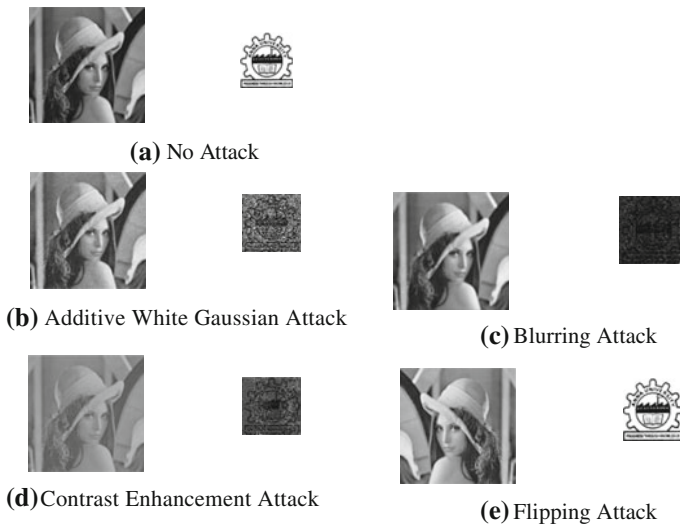 (a) No Attack
(b) Additive White Gaussian Attack
(c) Blurring Attack
(d) Contrast Enhancement Attack
(e) Flipping Attack